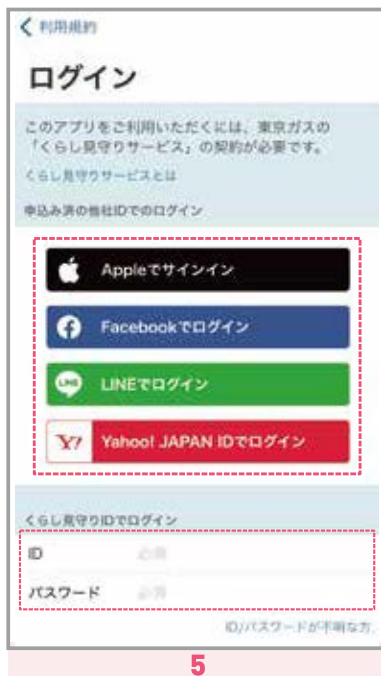 利用規約
ログイン
このアプリをご利用いただくには、東京ガスの
「くらし見守りサービス」の契約が必要です。
くらし見守りサービスとは
申込み済の他社IDでのログイン
Appleでサインイン
Facebookでログイン
LINE
LINEでログイン
Y!
Yahoo! JAPAN IDでログイン
くらし見守りIDでログイン
ID 必須
パスワード 必須
ID/パスワードが不明な方
5